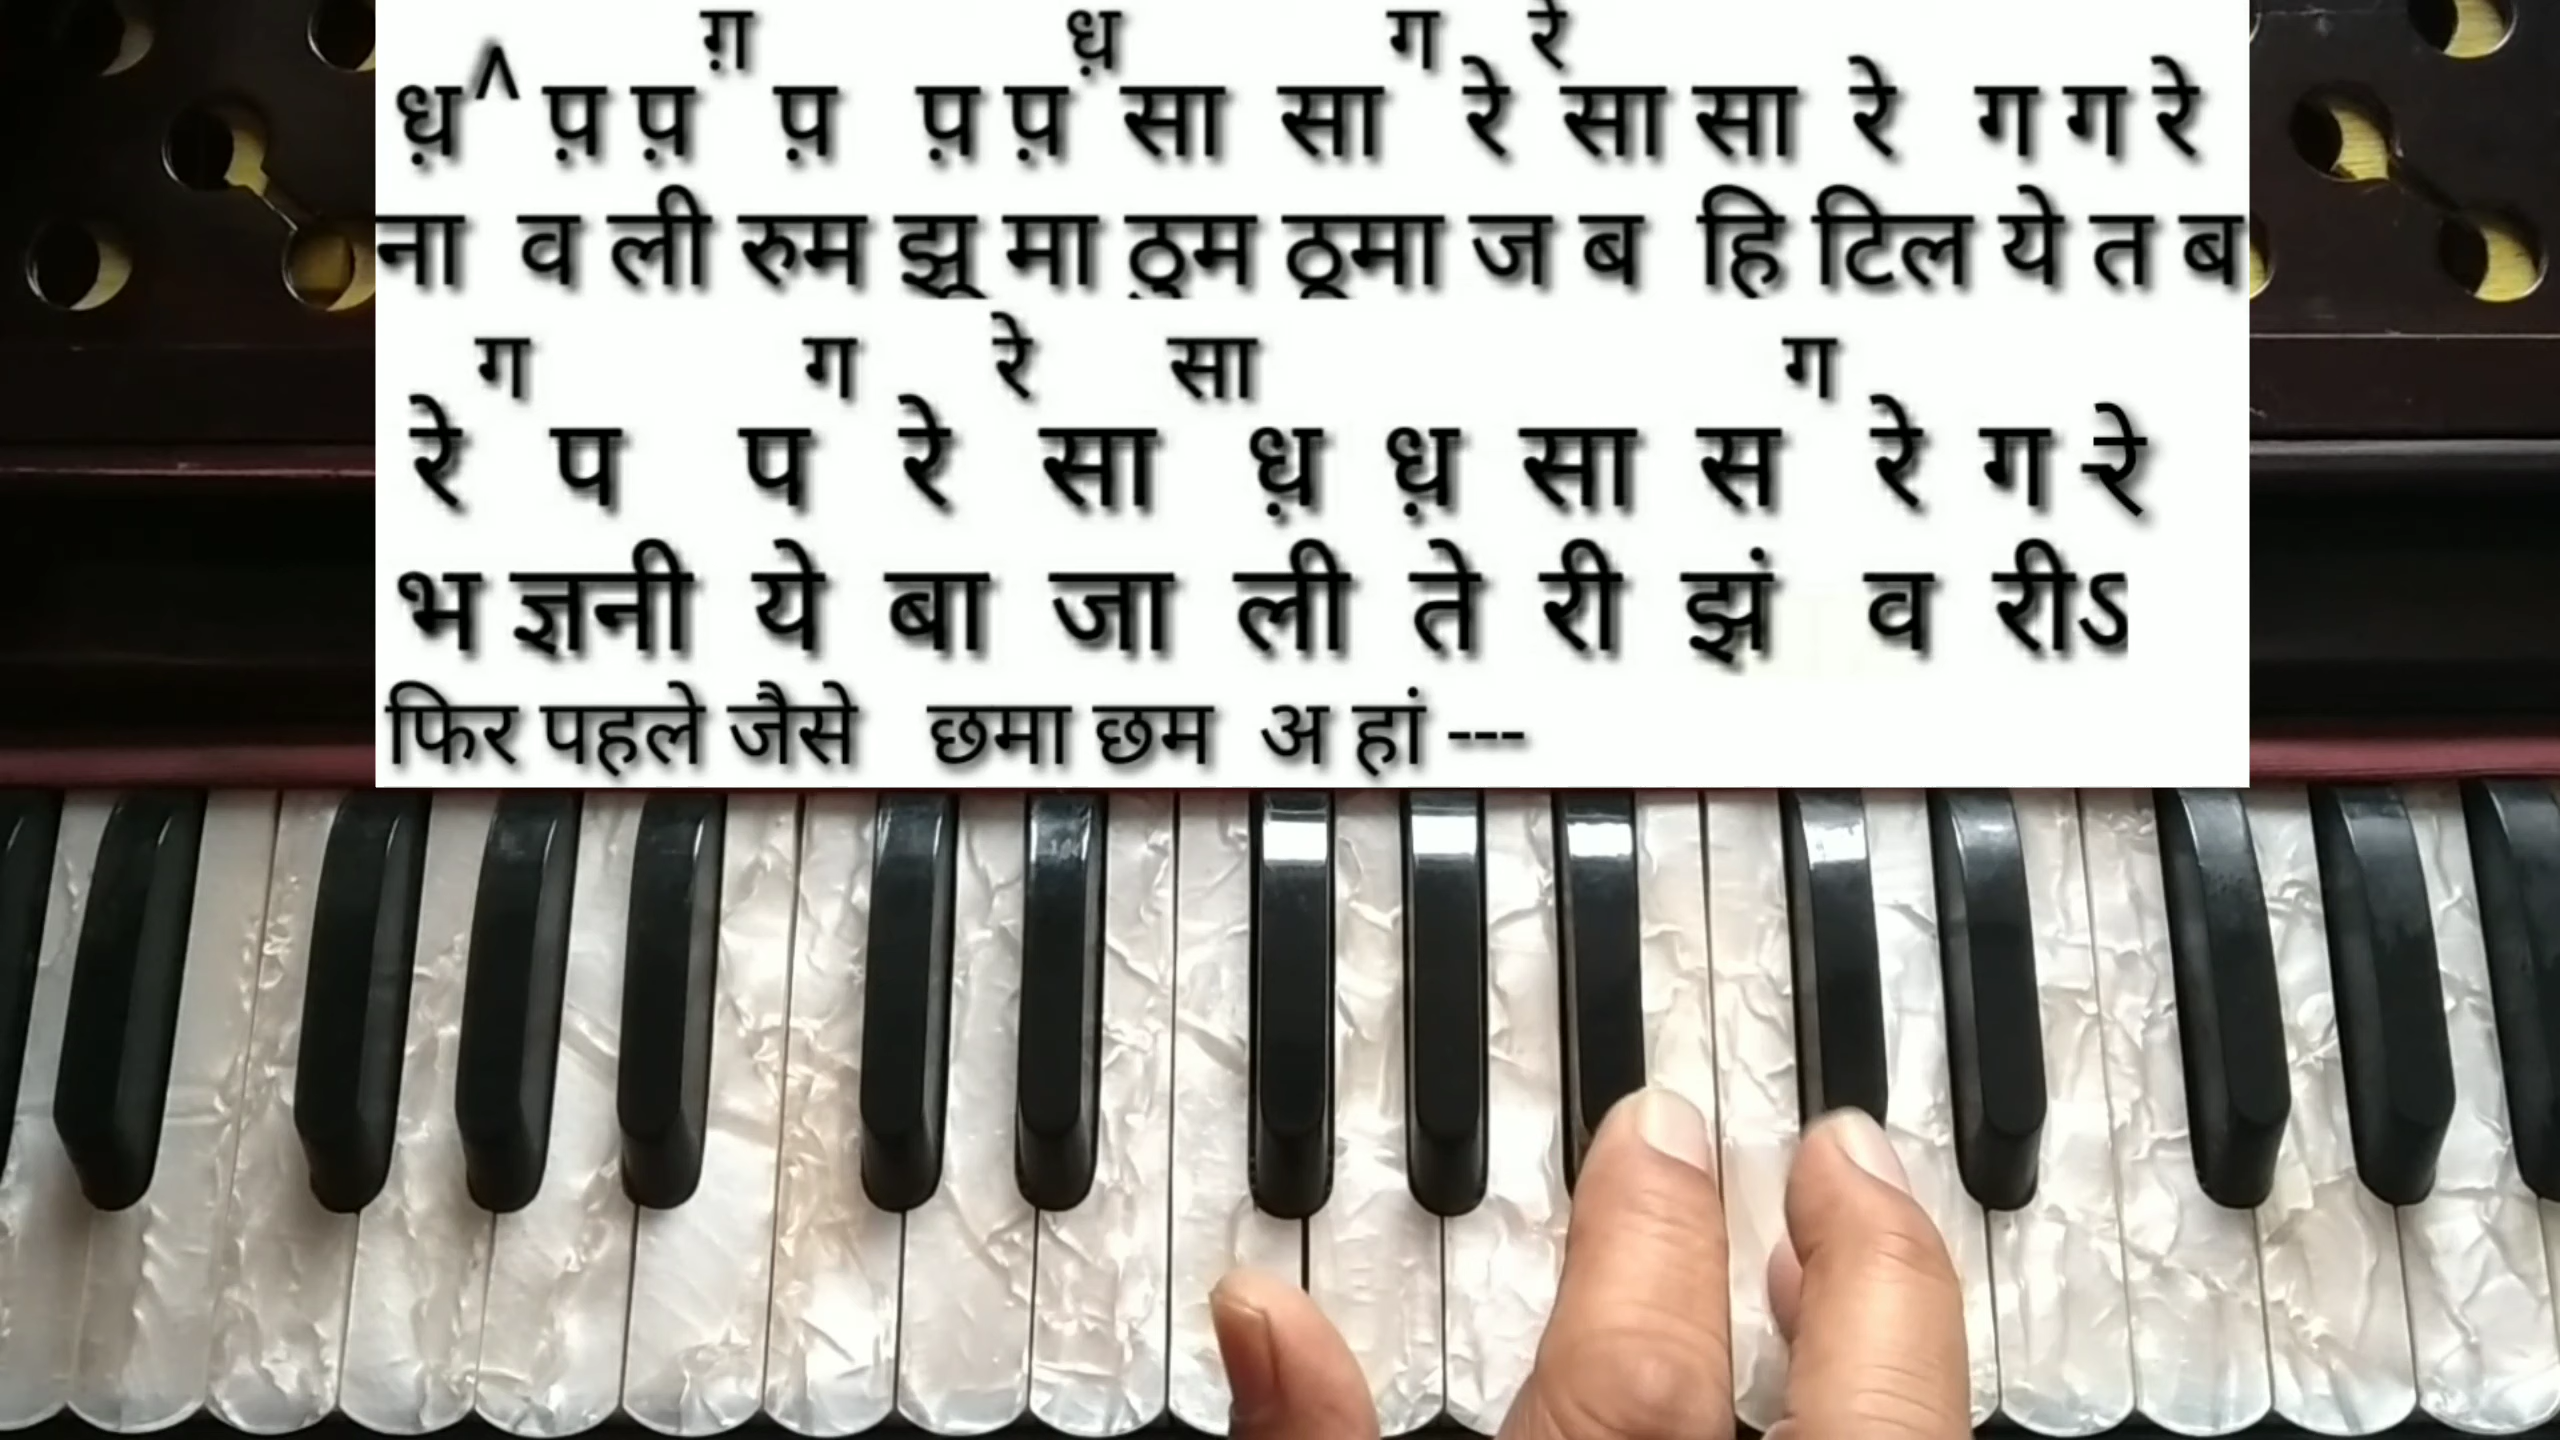 ग़ ध़ ग रे
ध़^ प़ प़ प़ प़ प़ सा सा रे सा सा रे ग ग रे
ना व ली रुम झू मा ठुम ठुमा ज ब हि टिल ये त ब
ग ग रे सा ग
रे प प रे सा ध़ ध़ सा स रे ग -रे
भ ज्ञनी ये बा जा ली ते री झं व रीऽ
फिर पहले जैसे छमा छम अ हां ---